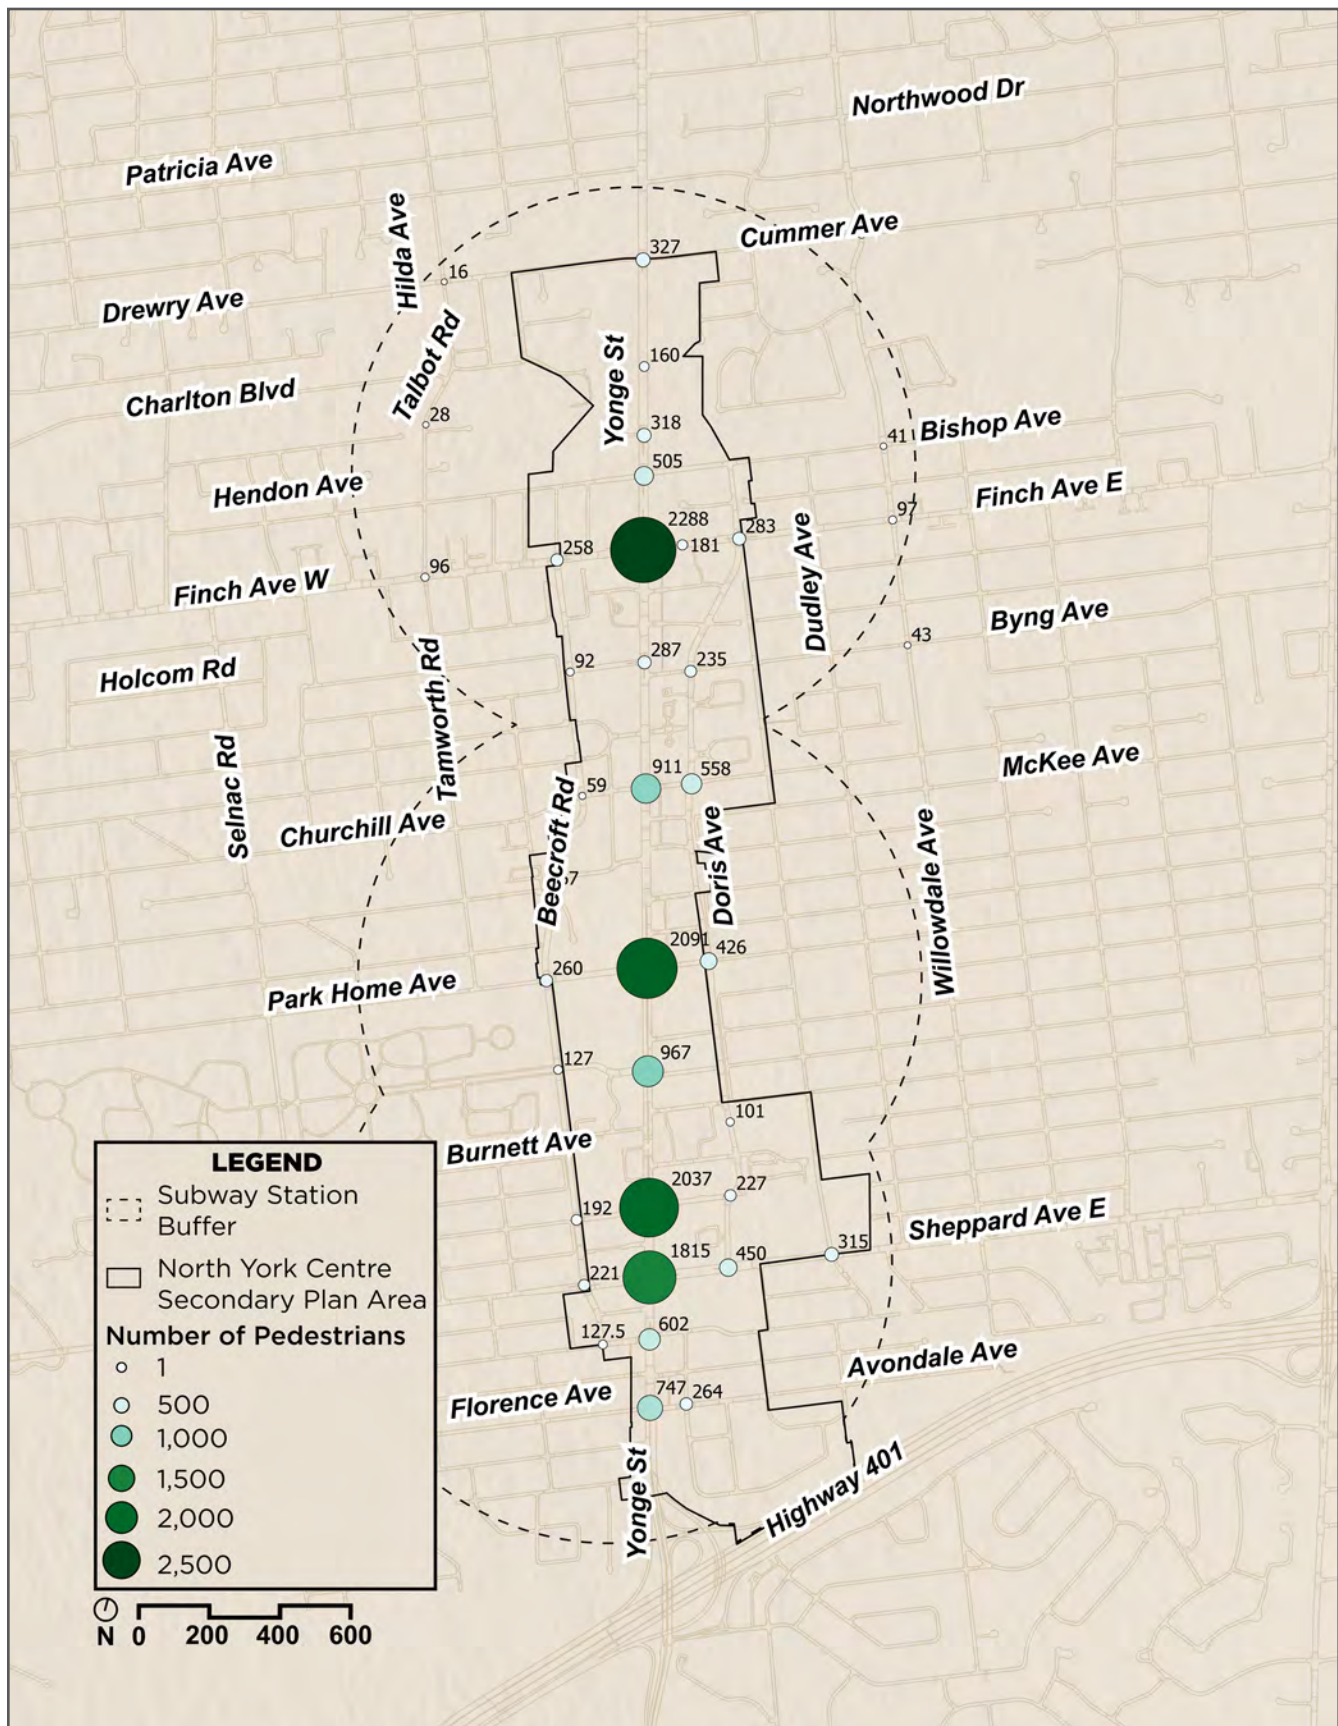 Northwood Dr
Patricia Ave
Hilda Ave
Cummer Ave
327
16
Drewry Ave
Talbot Rd
Yonge St
160
Charlton Blvd
28
318
41
Bishop Ave
505
Hendon Ave
Finch Ave E
97
2288
283
181
258
96
Finch Ave W
Dudley Ave
Byng Ave
43
287
235
92
Holcom Rd
Tamworth Rd
Selnac Rd
McKee Ave
911
558
59
Churchill Ave
Beecroft Rd
Doris Ave
Willowdale Ave
2091
426
260
Park Home Ave
967
127
101
Burnett Ave
2037
227
192
Sheppard Ave E
315
1815
450
221
602
127.5
Avondale Ave
747
264
Florence Ave
Yonge St
Highway 401
LEGEND
Subway Station
Buffer
North York Centre
Secondary Plan Area
Number of Pedestrians
1
500
1,000
1,500
2,000
2,500
N 0 200 400 600